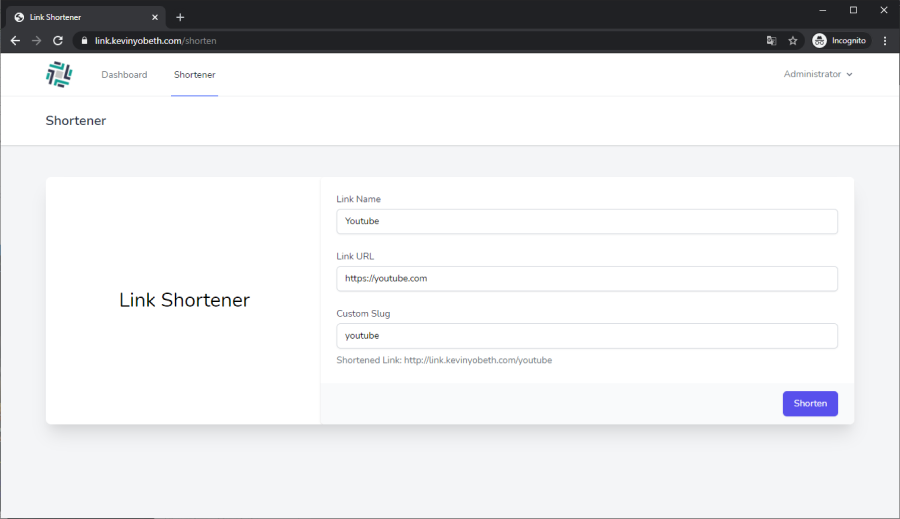 Link Shortener
link.kevinyobeth.com/shorten
Incognito
Dashboard
Shortener
Administrator
Shortener
Link Shortener
Link Name
Youtube
Link URL
https://youtube.com
Custom Slug
youtube
Shortened Link: http://link.kevinyobeth.com/youtube
Shorten